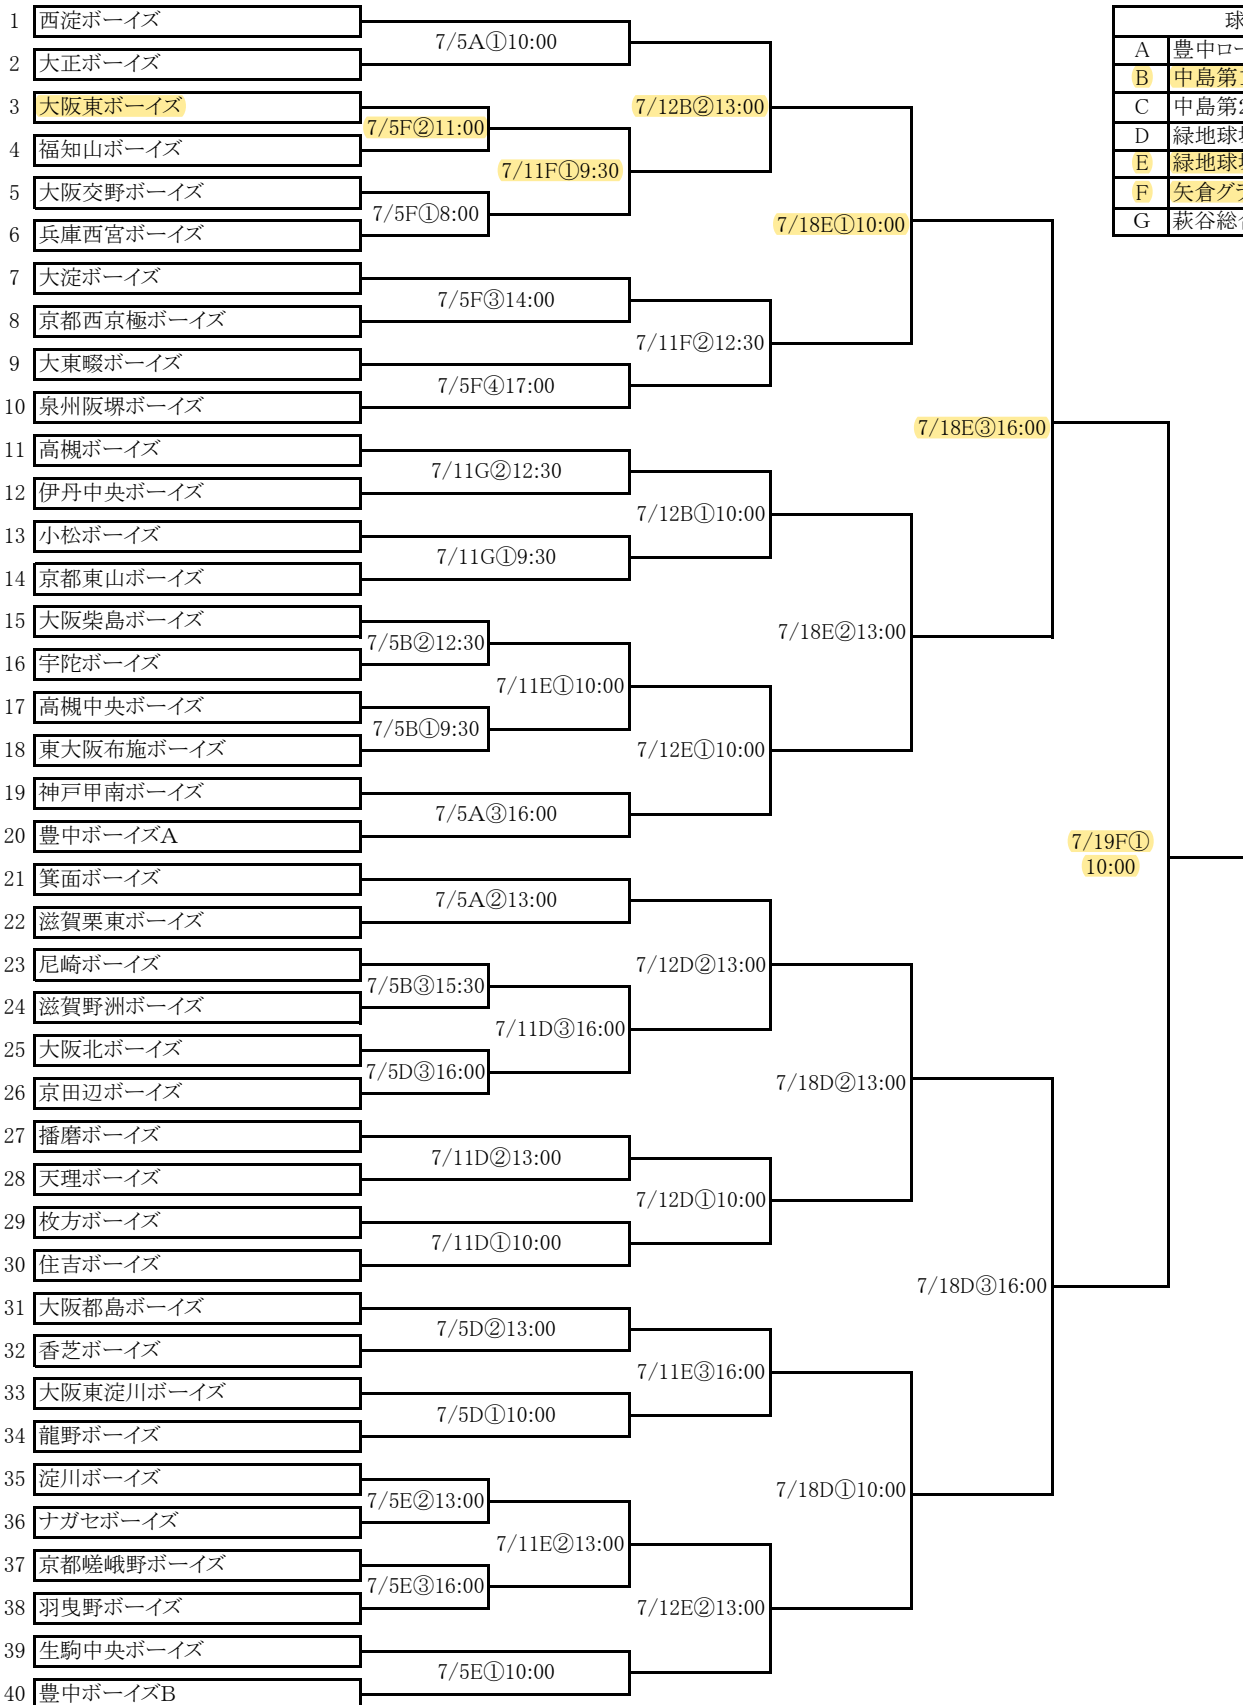 1 西淀ボーイズ
2 大正ボーイズ
3 大阪東ボーイズ
4 福知山ボーイズ
5 大阪交野ボーイズ
6 兵庫西宮ボーイズ
7 大淀ボーイズ
8 京都西京極ボーイズ
9 大東畷ボーイズ
10 泉州阪堺ボーイズ
11 高槻ボーイズ
12 伊丹中央ボーイズ
13 小松ボーイズ
14 京都東山ボーイズ
15 大阪柴島ボーイズ
16 宇陀ボーイズ
17 高槻中央ボーイズ
18 東大阪布施ボーイズ
19 神戸甲南ボーイズ
20 豊中ボーイズA
21 箕面ボーイズ
22 滋賀栗東ボーイズ
23 尼崎ボーイズ
24 滋賀野洲ボーイズ
25 大阪北ボーイズ
26 京田辺ボーイズ
27 播磨ボーイズ
28 天理ボーイズ
29 枚方ボーイズ
30 住吉ボーイズ
31 大阪都島ボーイズ
32 香芝ボーイズ
33 大阪東淀川ボーイズ
34 龍野ボーイズ
35 淀川ボーイズ
36 ナガセボーイズ
37 京都嵯峨野ボーイズ
38 羽曳野ボーイズ
39 生駒中央ボーイズ
40 豊中ボーイズB
7/5A①10:00
7/5F②11:00
7/5F①8:00
7/5F③14:00
7/5F④17:00
7/11G②12:30
7/11G①9:30
7/5B②12:30
7/5B①9:30
7/5A③16:00
7/5A②13:00
7/5B③15:30
7/5D③16:00
7/11D②13:00
7/11D①10:00
7/5D②13:00
7/5D①10:00
7/5E②13:00
7/5E③16:00
7/5E①10:00
7/11F①9:30
7/11E①10:00
7/11D③16:00
7/11E②13:00
7/12B②13:00
7/11F②12:30
7/12B①10:00
7/12E①10:00
7/12D②13:00
7/12D①10:00
7/11E③16:00
7/12E②13:00
7/18E①10:00
7/18E②13:00
7/18D②13:00
7/18D①10:00
7/18E③16:00
7/18D③16:00
7/19F①
10:00
球
A 豊中ロー
B 中島第1
C 中島第2
D 緑地球場
E 緑地球場
F 矢倉グラ
G 萩谷総合